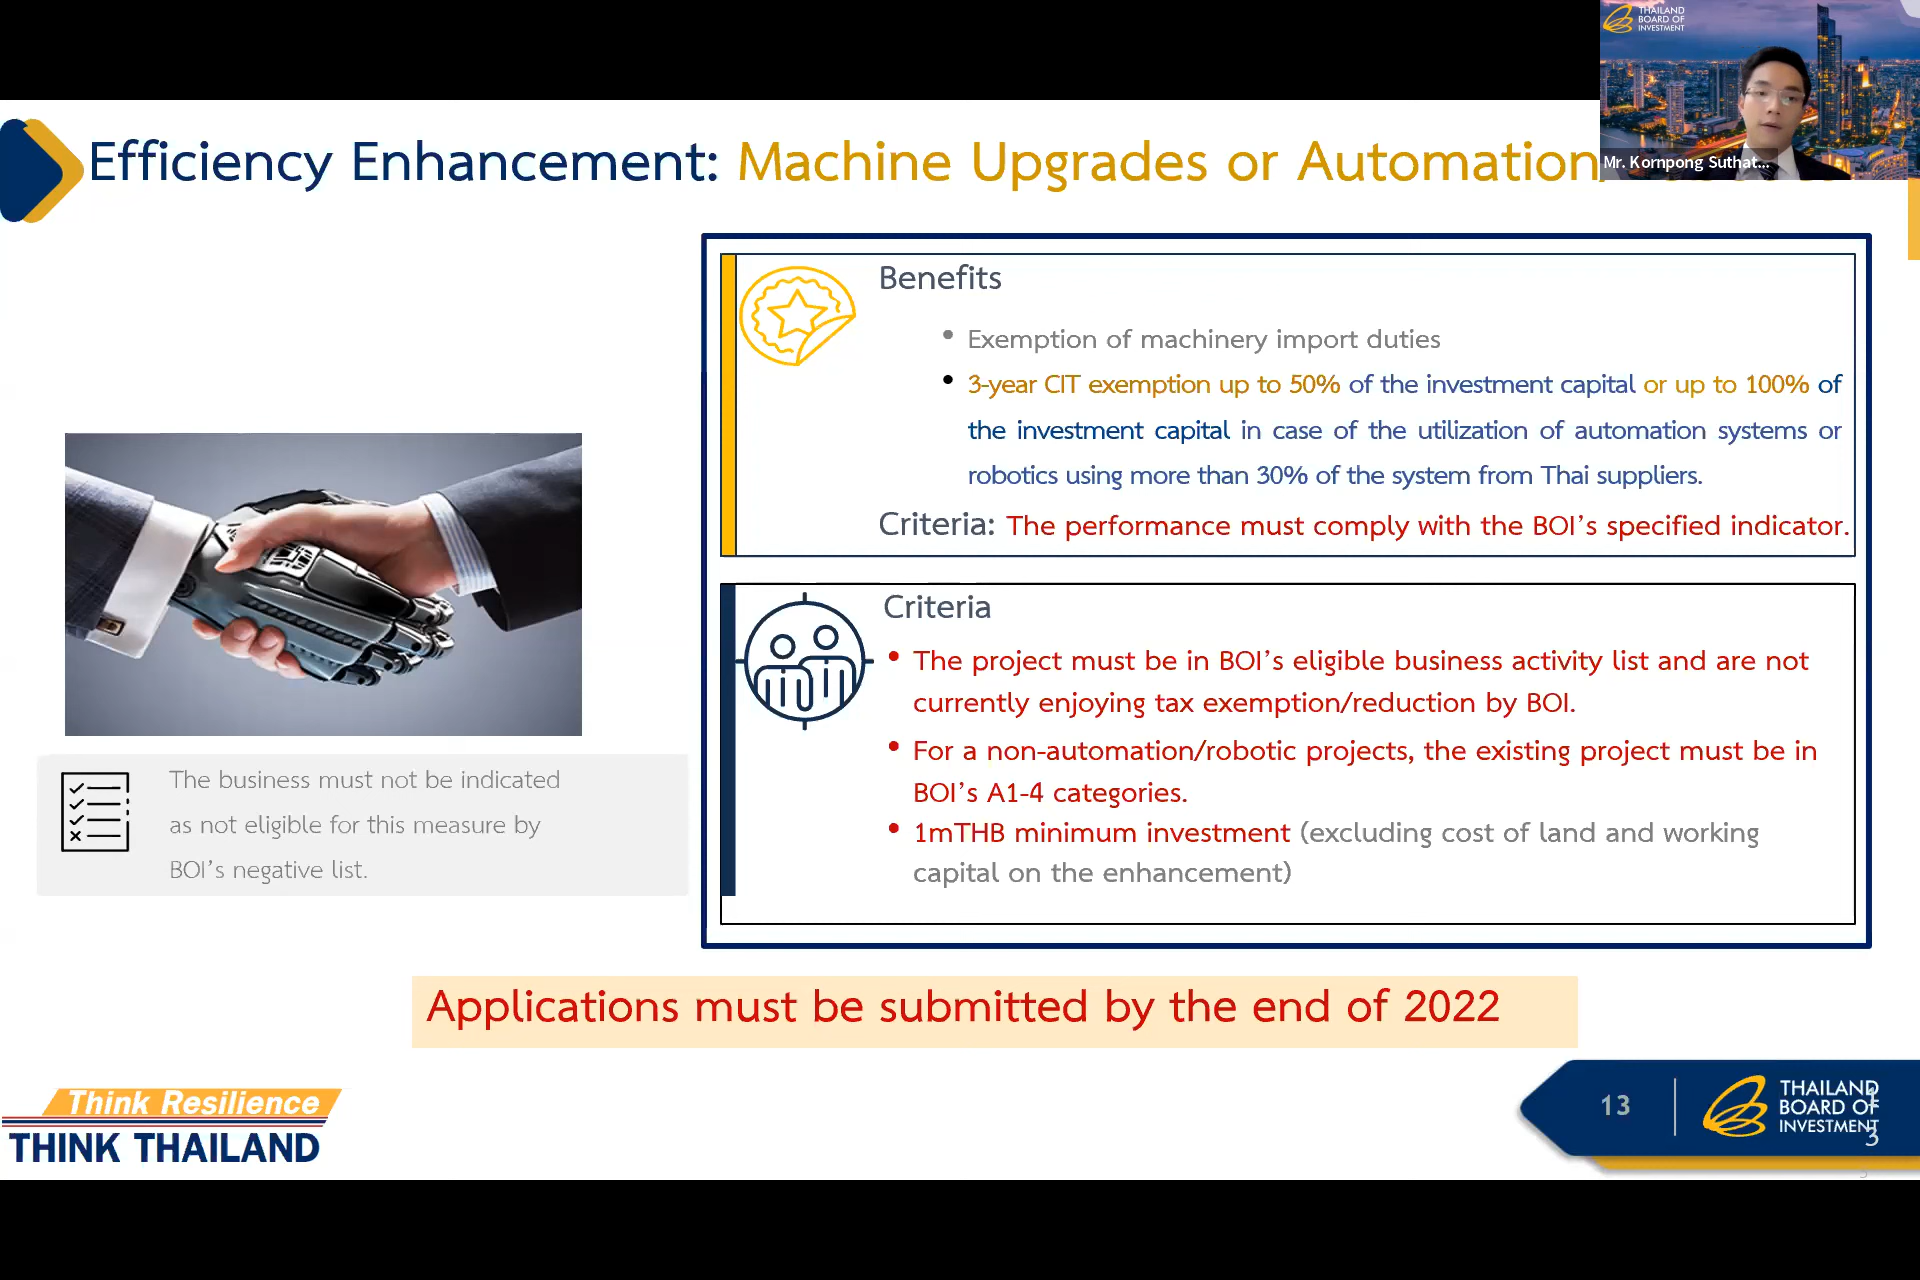 THAILAND
BOARD OF
INVESTMENT
Mr. Kornpong Suthat...
Efficiency Enhancement: Machine Upgrades or Automation/
Benefits
• Exemption of machinery import duties
• 3-year CIT exemption up to 50% of the investment capital or up to 100% of
the investment capital in case of the utilization of automation systems or
robotics using more than 30% of the system from Thai suppliers.
Criteria: The performance must comply with the BOI's specified indicator.
Criteria
• The project must be in BOI's eligible business activity list and are not
currently enjoying tax exemption/reduction by BOI.
• For a non-automation/robotic projects, the existing project must be in
BOI's A1-4 categories.
• 1mTHB minimum investment (excluding cost of land and working
capital on the enhancement)
The business must not be indicated
as not eligible for this measure by
BOI's negative list.
Applications must be submitted by the end of 2022
Think Resilience
THINK THAILAND
13
THAILAND
BOARD OF
INVESTMENT
1
3